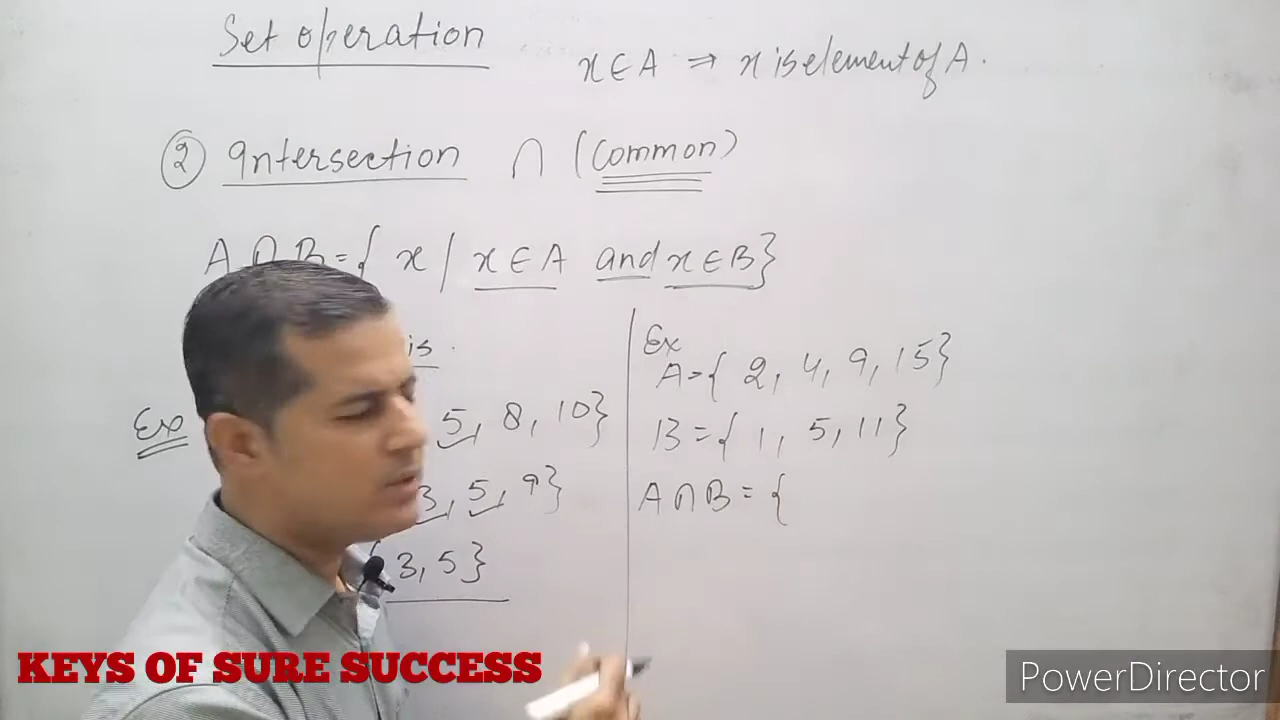 Set operation
x ∈ A ⇒ x is element of A.
② Intersection ∩ (Common)
A ∩ B = { x / x ∈ A and x ∈ B}
is.
Ex 5, 8, 10}
3, 5, 9}
3, 5}
Ex
A = { 2, 4, 9, 15}
B = { 1, 5, 11}
A ∩ B = {
KEYS OF SURE SUCCESS
PowerDirector